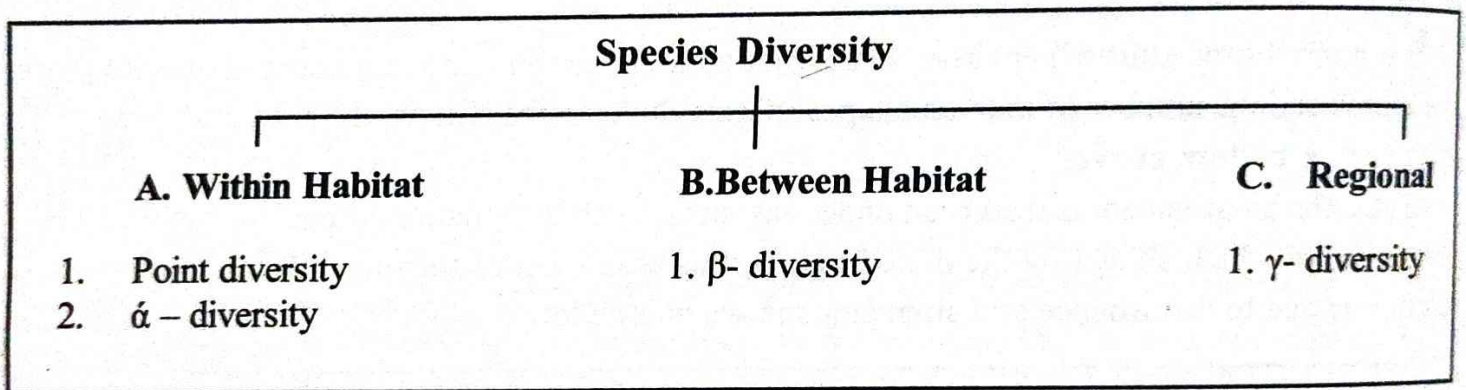 Species Diversity
A. Within Habitat B.Between Habitat C. Regional
1. Point diversity 1. β- diversity 1. γ- diversity
2. ά – diversity